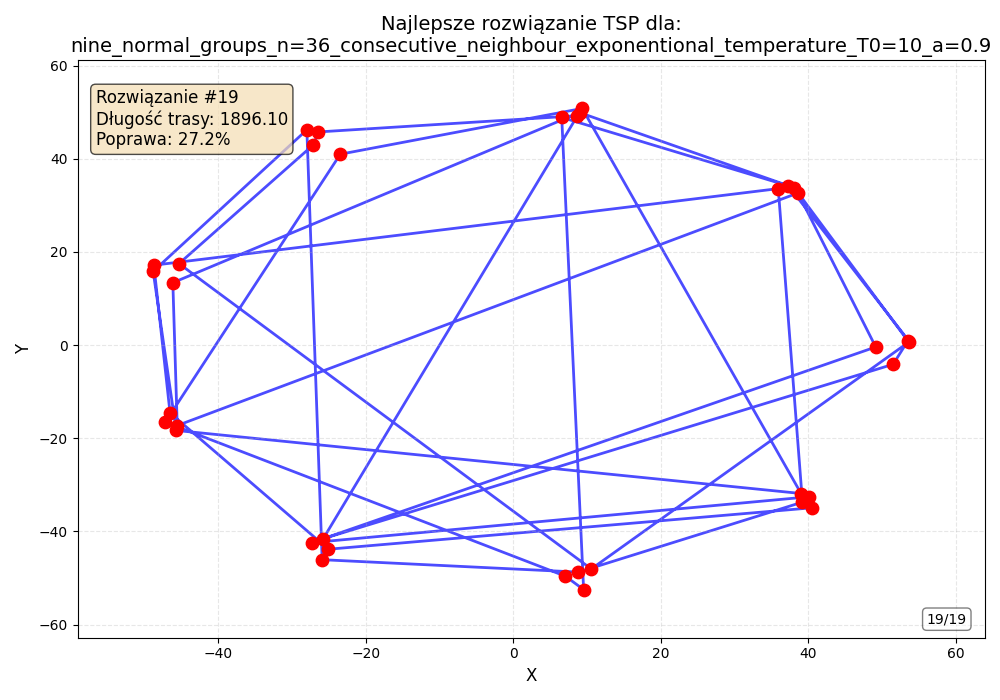 Najlepsze rozwiązanie TSP dla:
nine_normal_groups_n=36_consecutive_neighbour_exponentional_temperature_T0=10_a=0.9
Rozwiązanie #19
Długość trasy: 1896.10
Poprawa: 27.2%
60
40
20
0
−20
−40
−60
Y
19/19
−40
−20
0
20
40
60
X